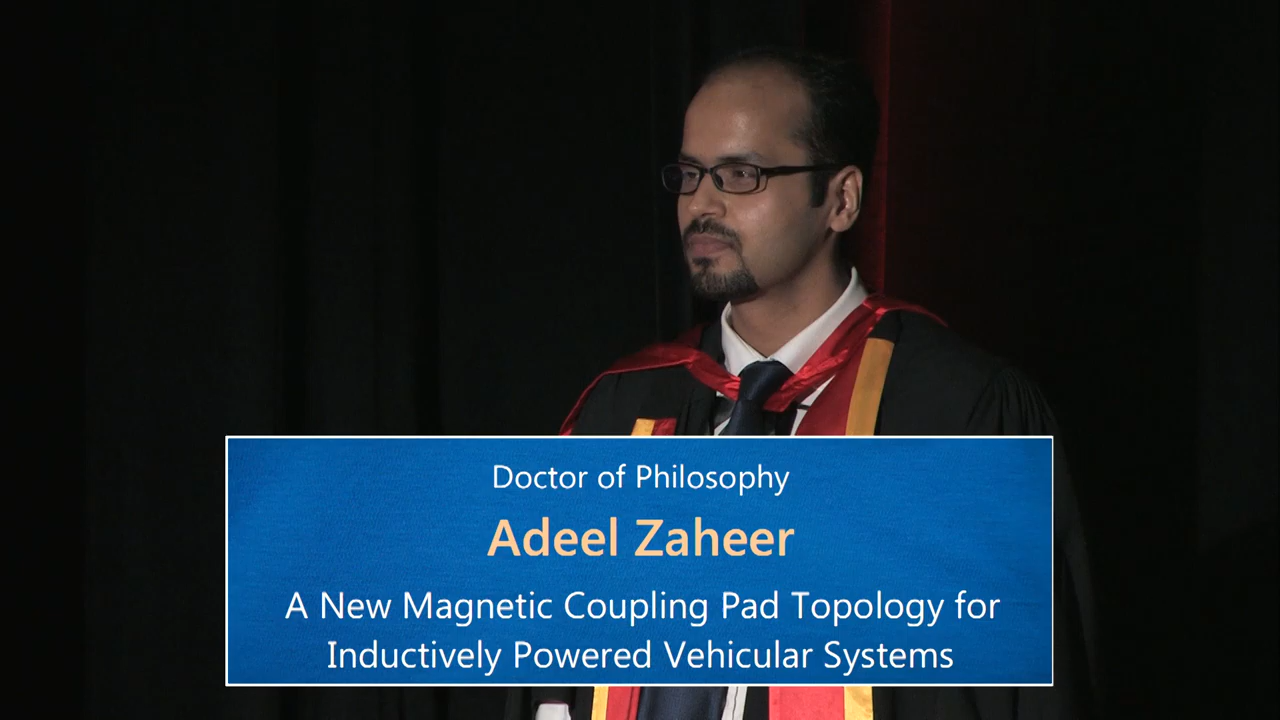 Doctor of Philosophy
Adeel Zaheer
A New Magnetic Coupling Pad Topology for
Inductively Powered Vehicular Systems